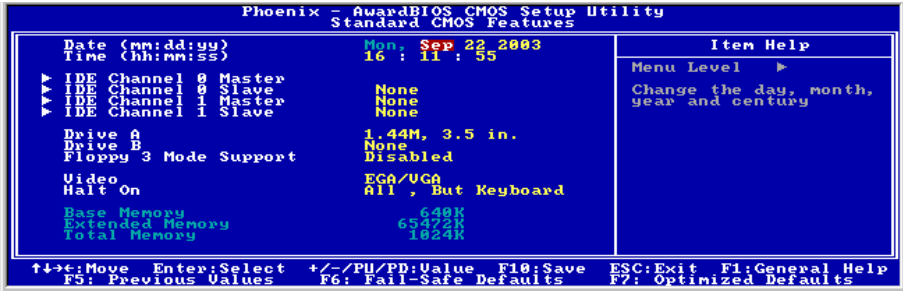 Phoenix - AwardBIOS CMOS Setup Utility
Standard CMOS Features
Date (mm:dd:yy) Mon, Sep 22 2003
Time (hh:mm:ss) 16 : 11 : 55
► IDE Channel 0 Master
► IDE Channel 0 Slave None
► IDE Channel 1 Master None
► IDE Channel 1 Slave None
Drive A 1.44M, 3.5 in.
Drive B None
Floppy 3 Mode Support Disabled
Video EGA/VGA
Halt On All , But Keyboard
Base Memory 640K
Extended Memory 65472K
Total Memory 1024K
Item Help
Menu Level ►
Change the day, month,
year and century
↑↓→←:Move Enter:Select +/-/PU/PD:Value F10:Save ESC:Exit F1:General Help
F5: Previous Values F6: Fail-Safe Defaults F7: Optimized Defaults